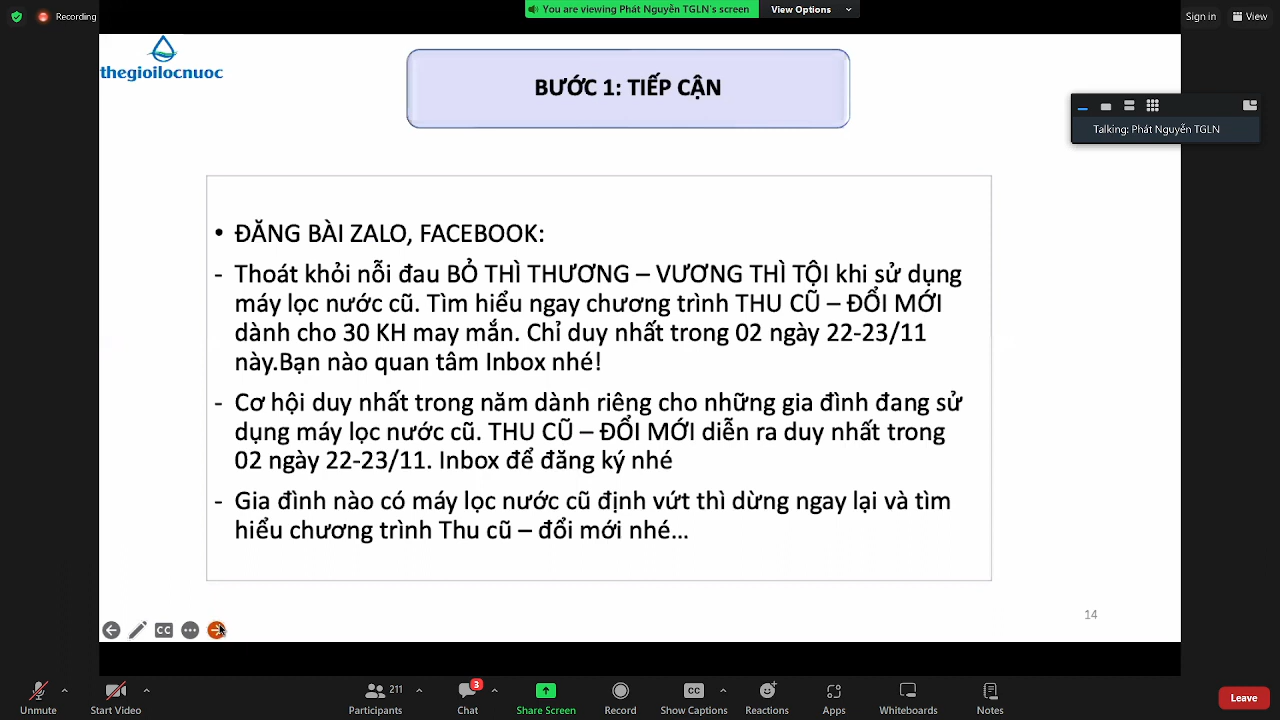 Recording
You are viewing Phát Nguyễn TGLN's screen
View Options
Sign in
View
thegioilocnuoc
BƯỚC 1: TIẾP CẬN
Talking: Phát Nguyễn TGLN
• ĐĂNG BÀI ZALO, FACEBOOK:
- Thoát khỏi nỗi đau BỎ THÌ THƯƠNG – VƯƠNG THÌ TỘI khi sử dụng
máy lọc nước cũ. Tìm hiểu ngay chương trình THU CŨ – ĐỔI MỚI
dành cho 30 KH may mắn. Chỉ duy nhất trong 02 ngày 22-23/11
này.Bạn nào quan tâm Inbox nhé!
- Cơ hội duy nhất trong năm dành riêng cho những gia đình đang sử
dụng máy lọc nước cũ. THU CŨ – ĐỔI MỚI diễn ra duy nhất trong
02 ngày 22-23/11. Inbox để đăng ký nhé
- Gia đình nào có máy lọc nước cũ định vứt thì dừng ngay lại và tìm
hiểu chương trình Thu cũ – đổi mới nhé...
14
CC
211
3
CC
Unmute
Start Video
Participants
Chat
Share Screen
Record
Show Captions
Reactions
Apps
Whiteboards
Notes
Leave